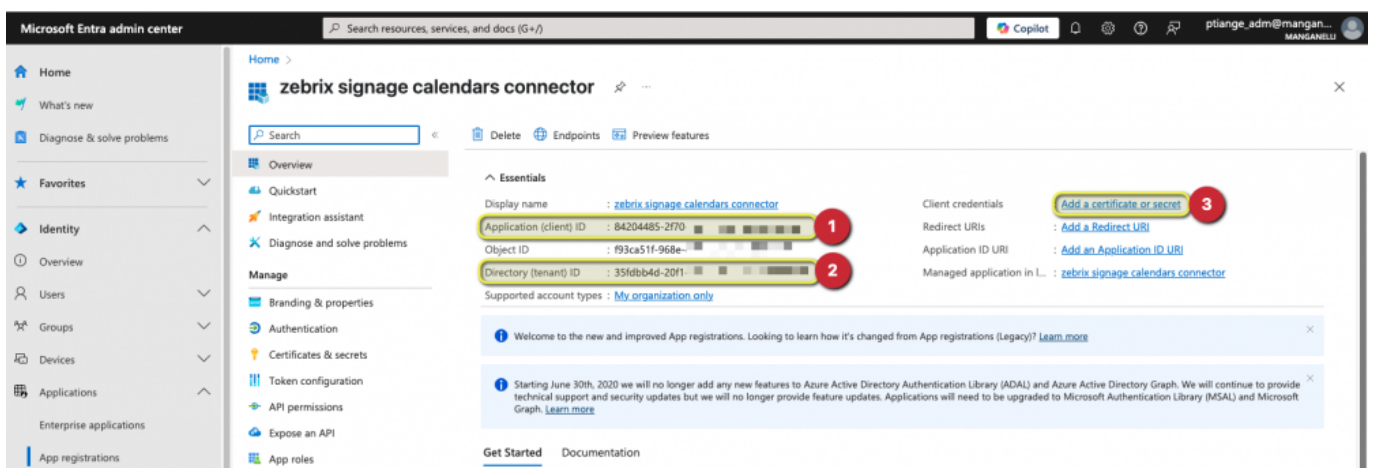 Microsoft Entra admin center
Search resources, services, and docs (G+/)
Copilot
ptiange_adm@mangan...
MANGANELLI
Home
What's new
Diagnose & solve problems
Favorites
Identity
Overview
Users
Groups
Devices
Applications
Enterprise applications
App registrations
Home >
zebrix signage calendars connector
Search
Overview
Quickstart
Integration assistant
Diagnose and solve problems
Manage
Branding & properties
Authentication
Certificates & secrets
Token configuration
API permissions
Expose an API
App roles
Delete Endpoints Preview features
Essentials
Display name : zebrix signage calendars connector
Application (client) ID : 84204485-2f70- 1
Object ID : f93ca51f-968e-
Directory (tenant) ID : 35fdbb4d-20f1- 2
Supported account types : My organization only
Client credentials : Add a certificate or secret 3
Redirect URIs : Add a Redirect URI
Application ID URI : Add an Application ID URI
Managed application in l... : zebrix signage calendars connector
Welcome to the new and improved App registrations. Looking to learn how it's changed from App registrations (Legacy)? Learn more
Starting June 30th, 2020 we will no longer add any new features to Azure Active Directory Authentication Library (ADAL) and Azure Active Directory Graph. We will continue to provide
technical support and security updates but we will no longer provide feature updates. Applications will need to be upgraded to Microsoft Authentication Library (MSAL) and Microsoft
Graph. Learn more
Get Started Documentation